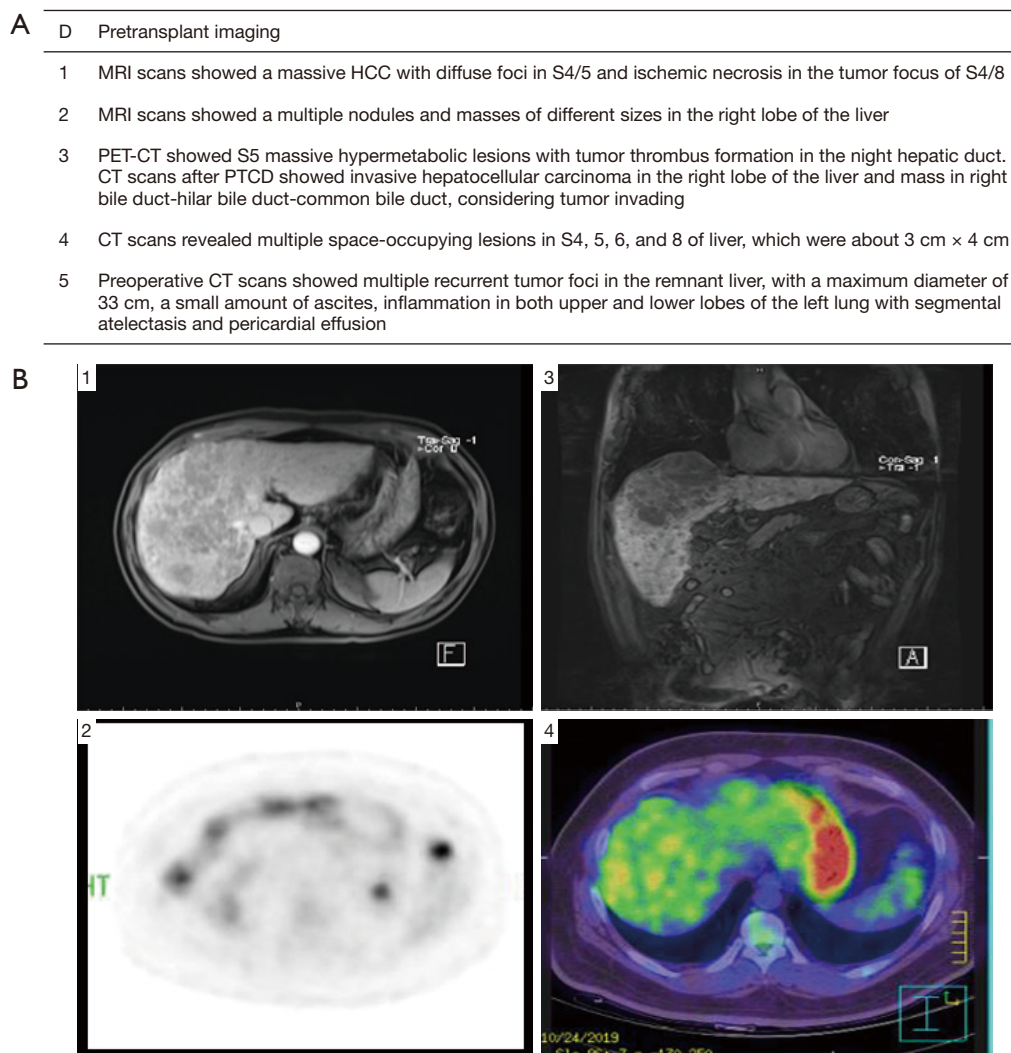 A
D Pretransplant imaging
1 MRI scans showed a massive HCC with diffuse foci in S4/5 and ischemic necrosis in the tumor focus of S4/8
2 MRI scans showed a multiple nodules and masses of different sizes in the right lobe of the liver
3 PET-CT showed S5 massive hypermetabolic lesions with tumor thrombus formation in the night hepatic duct.
CT scans after PTCD showed invasive hepatocellular carcinoma in the right lobe of the liver and mass in right
bile duct-hilar bile duct-common bile duct, considering tumor invading
4 CT scans revealed multiple space-occupying lesions in S4, 5, 6, and 8 of liver, which were about 3 cm × 4 cm
5 Preoperative CT scans showed multiple recurrent tumor foci in the remnant liver, with a maximum diameter of
33 cm, a small amount of ascites, inflammation in both upper and lower lobes of the left lung with segmental
atelectasis and pericardial effusion
B
1
Tra>Sag -1
F
3
H
Cor>Sag 1
>Tra -1
A
2
HT
4
I
10/24/2019